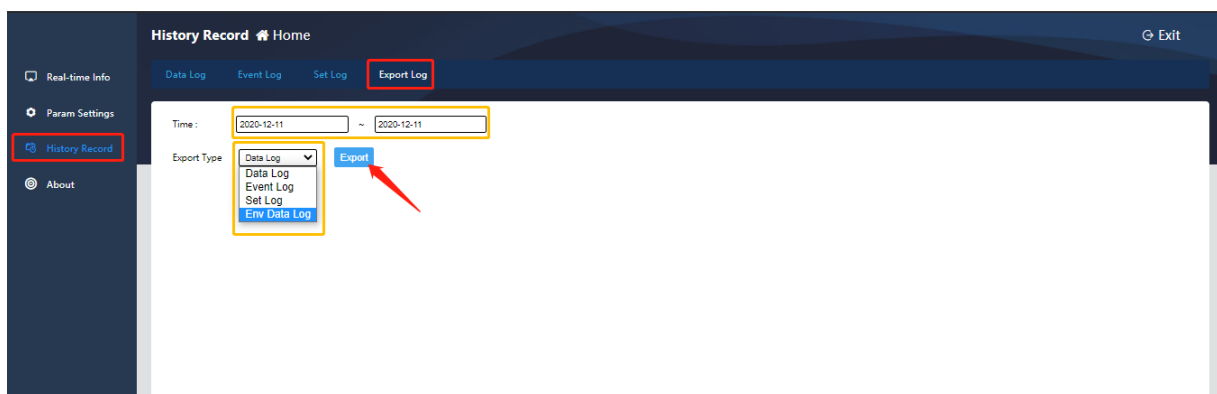 History Record Home
Exit
Real-time Info
Data Log Event Log Set Log Export Log
Param Settings
Time : 2020-12-11 ~ 2020-12-11
History Record
Export Type Data Log Export
Data Log
Event Log
Set Log
Env Data Log
About